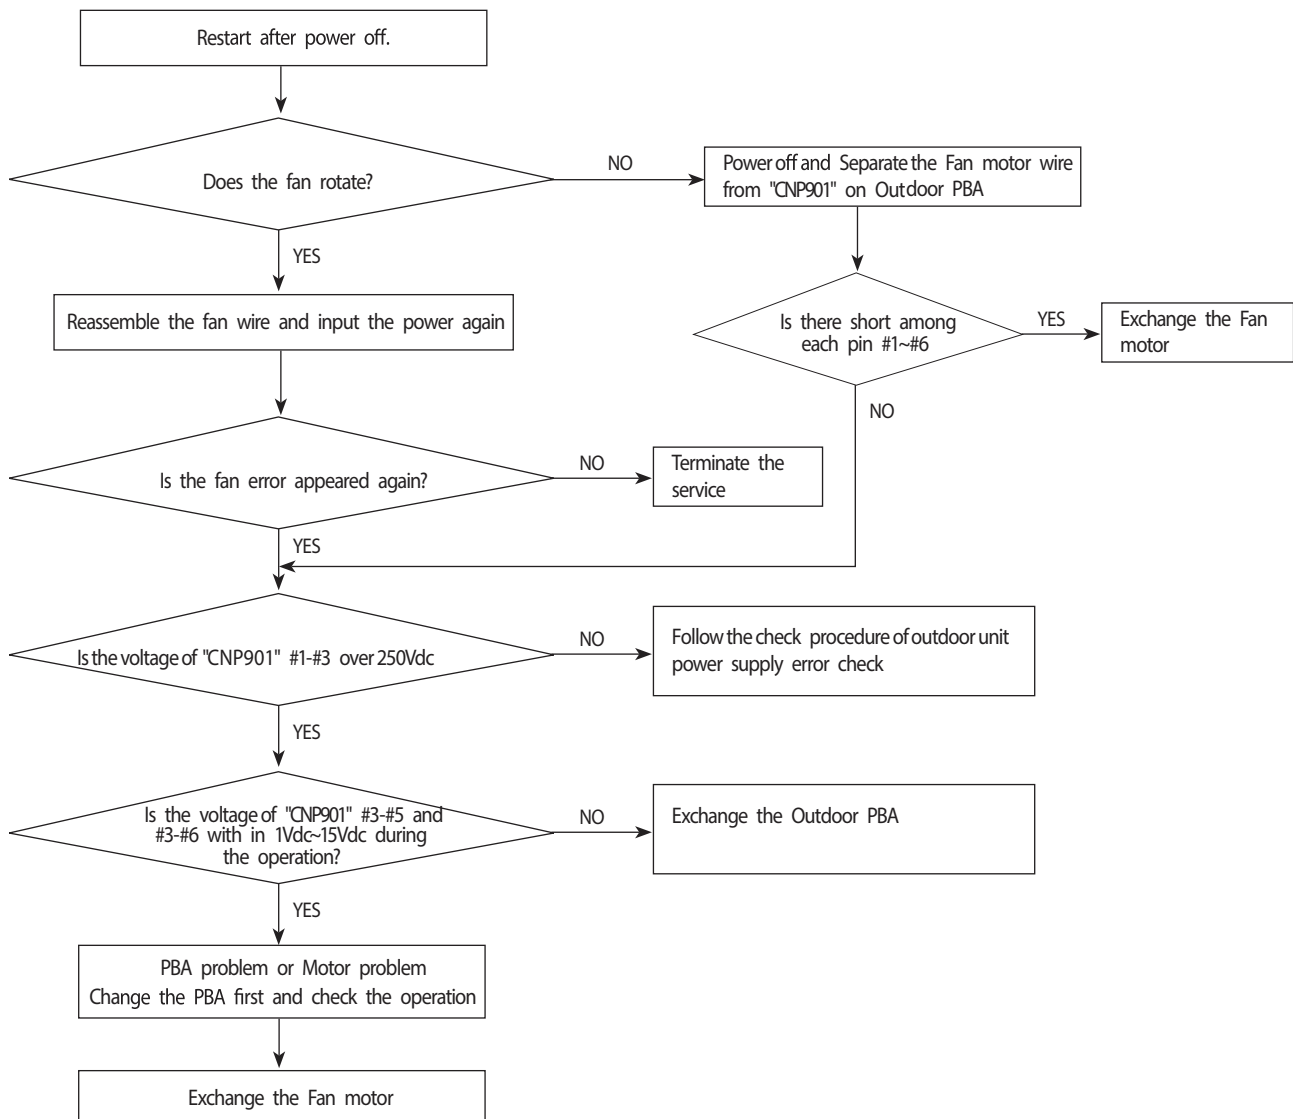 Restart after power off.
Does the fan rotate?
NO
Power off and Separate the Fan motor wire
from "CNP901" on Outdoor PBA
YES
Reassemble the fan wire and input the power again
Is there short among
each pin #1~#6
YES
Exchange the Fan
motor
NO
Is the fan error appeared again?
NO
Terminate the
service
YES
Is the voltage of "CNP901" #1-#3 over 250Vdc
NO
Follow the check procedure of outdoor unit
power supply error check
YES
Is the voltage of "CNP901" #3-#5 and
#3-#6 with in 1Vdc~15Vdc during
the operation?
NO
Exchange the Outdoor PBA
YES
PBA problem or Motor problem
Change the PBA first and check the operation
Exchange the Fan motor